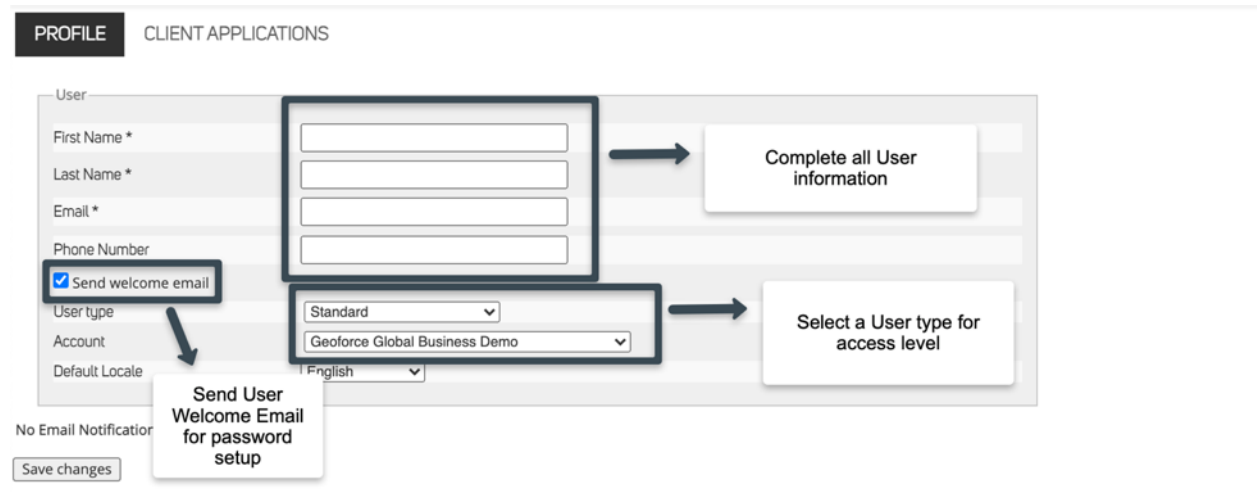 PROFILE CLIENT APPLICATIONS
User
First Name *
Last Name *
Email *
Phone Number
Complete all User
information
Send welcome email
User type Standard
Account Geoforce Global Business Demo
Default Locale English
Select a User type for
access level
Send User
Welcome Email
for password
setup
No Email Notification
Save changes